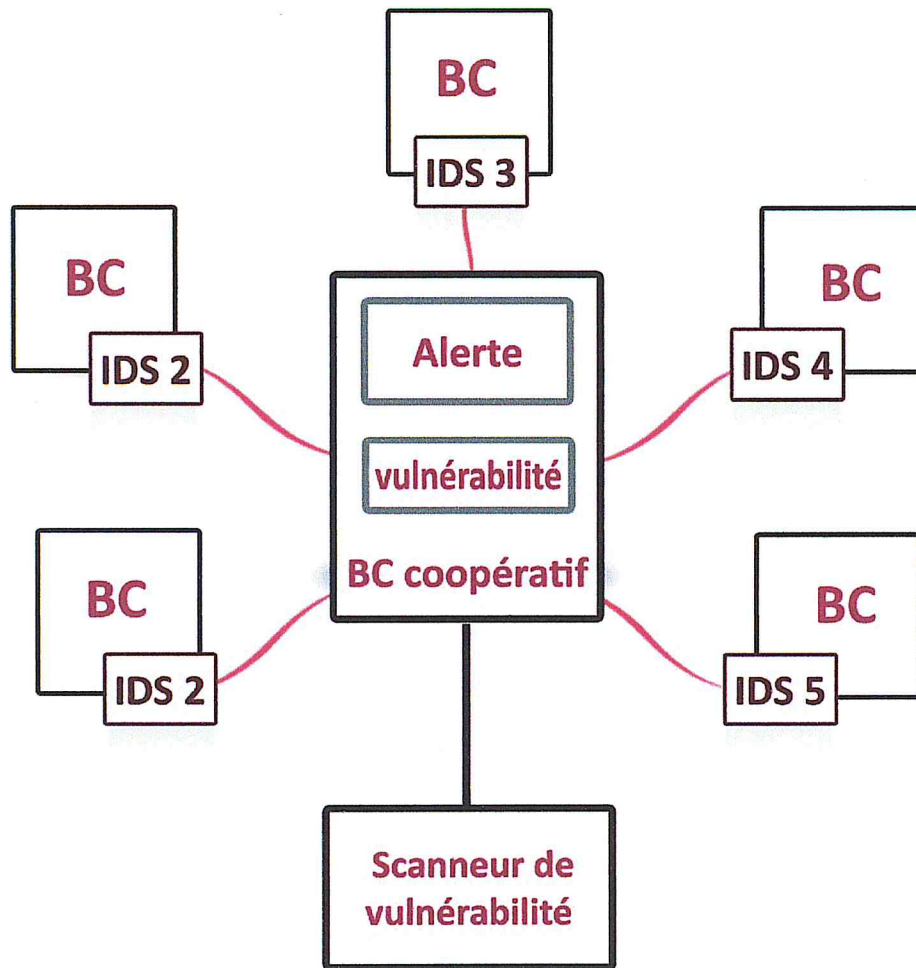 BC
IDS 3
BC
IDS 2
BC
IDS 4
Alerte
vulnérabilité
BC coopératif
BC
IDS 2
BC
IDS 5
Scanneur de
vulnérabilité